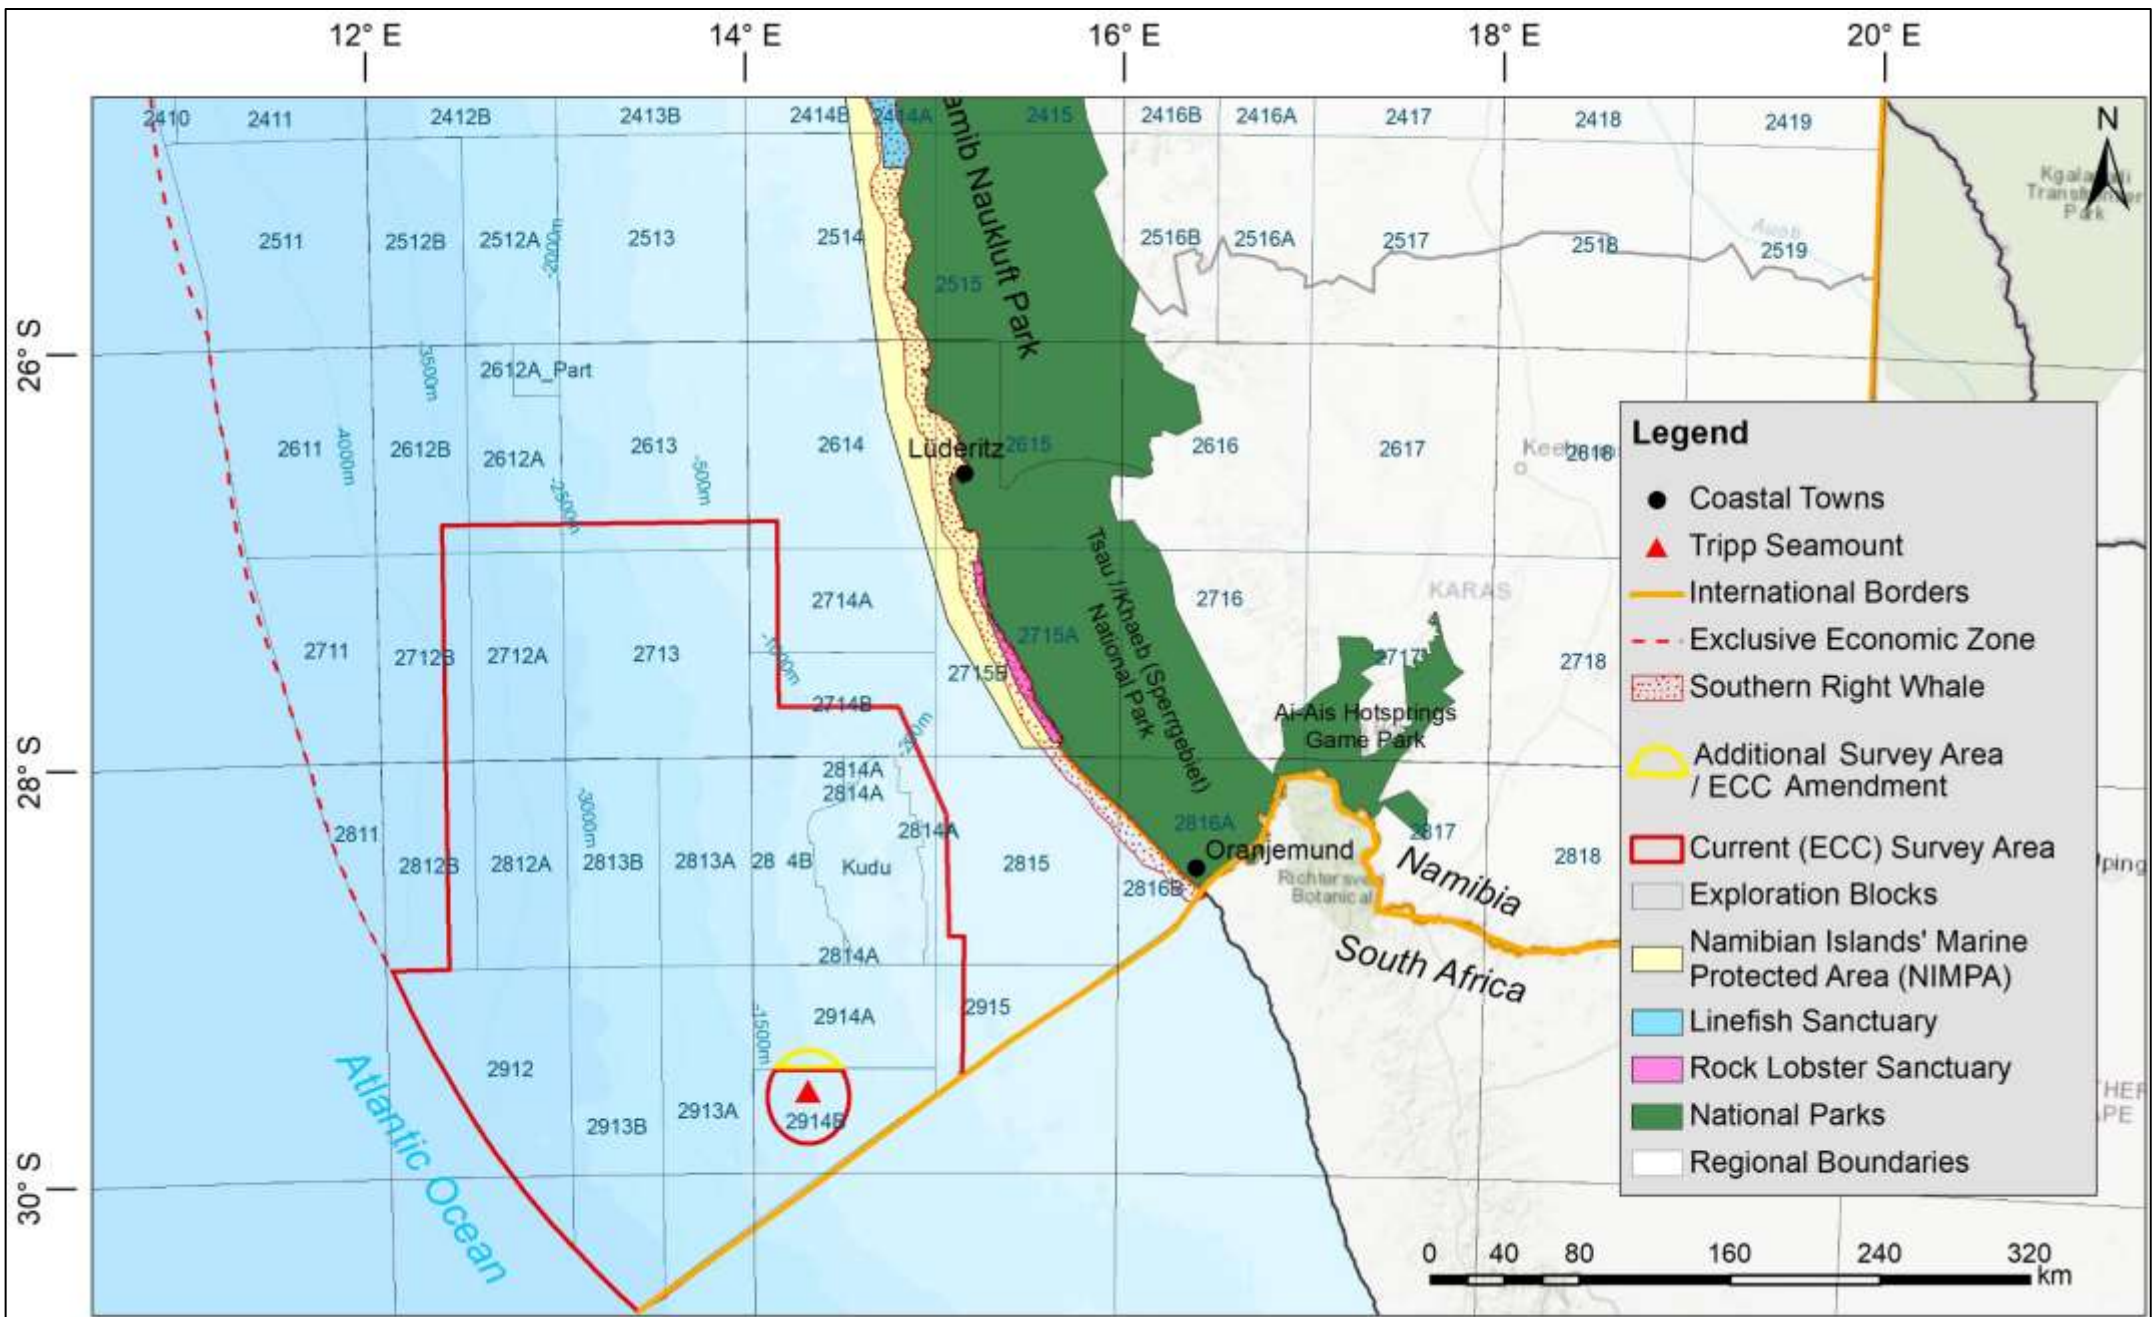 12° E
14° E
16° E
18° E
20° E
2410
2411
2412B
2413B
2414B
2414A
2415
2416B
2416A
2417
2418
2419
N
Park
amib Naukluft Park
2511
2512B
2512A
-2000m
2513
2514
2515
2516B
2516A
2517
2518
2519
Auob
26° S
-3500m
2612A_Part
2611
4000m
2612B
2612A
-2500m
2613
-500m
2614
Lüderitz
2615
2616
2617
2618
2711
2712B
2712A
2713
2714A
-1000m
2714B
2715B
2715A
Tsau //Khaeb (Sperrgebiet)
National Park
2716
KARAS
2717
2718
Ai-Ais Hotsprings
Game Park
28° S
-200m
2814A
2814A
2811
2812B
2812A
-3000m
2813B
2813A
28 4B
Kudu
2814A
2814A
2815
2816B
2816A
Oranjemund
2817
2818
Botanical
Namibia
South Africa
2912
2913B
2913A
-1500m
2914A
2914B
2915
Atlantic Ocean
30° S
Legend
Coastal Towns
Tripp Seamount
International Borders
Exclusive Economic Zone
Southern Right Whale
Additional Survey Area
/ ECC Amendment
Current (ECC) Survey Area
Exploration Blocks
Namibian Islands' Marine
Protected Area (NIMPA)
Linefish Sanctuary
Rock Lobster Sanctuary
National Parks
Regional Boundaries
0 40 80 160 240 320
km